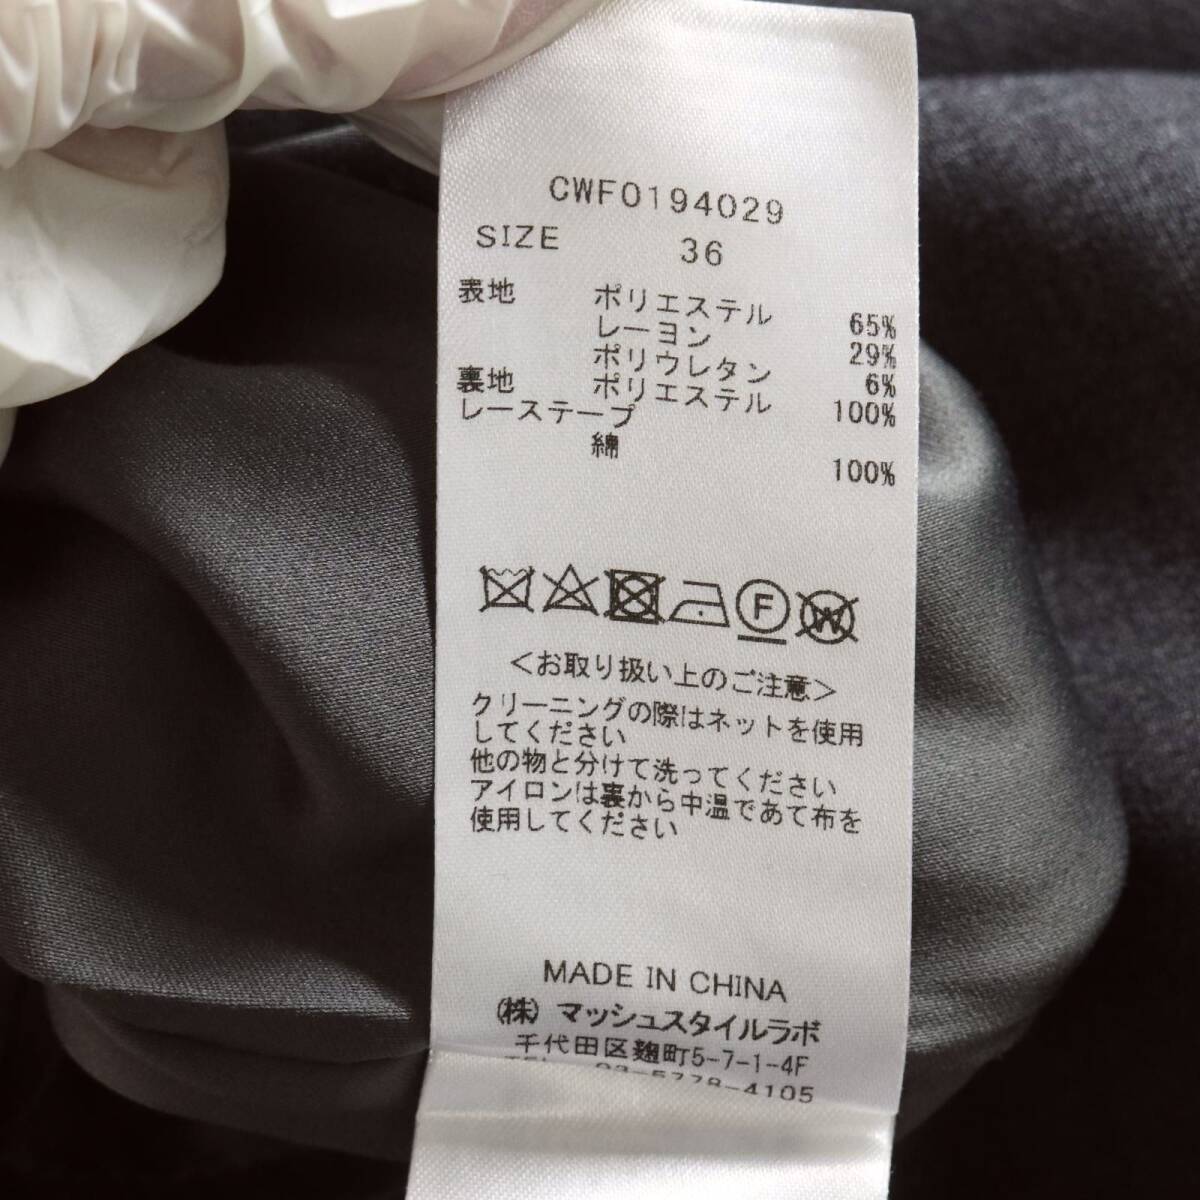 CWF0194029
SIZE 36
表地 ポリエステル 65%
レーヨン 29%
ポリウレタン 6%
裏地 ポリエステル 100%
レーステープ
綿 100%
F W
＜お取り扱い上のご注意＞
クリーニングの際はネットを使用
してください
他の物と分けて洗ってください
アイロンは裏から中温であて布を
使用してください
MADE IN CHINA
(株) マッシュスタイルラボ
千代田区麹町5-7-1-4F
TEL 03-5778-4105